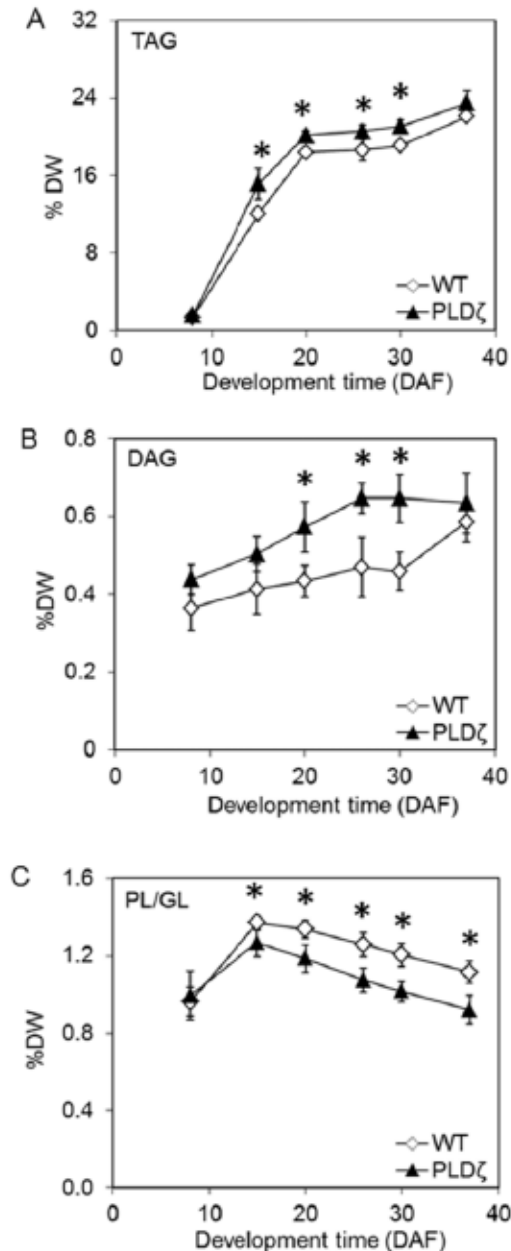 A
TAG
32
24
16
8
0
% DW
* * * *
WT
PLDζ
0 10 20 30 40
Development time (DAF)
B
DAG
0.8
0.6
0.4
0.2
0
%DW
* * *
WT
PLDζ
0 10 20 30 40
Development time (DAF)
C
PL/GL
1.6
1.2
0.8
0.4
0.0
%DW
* * * * *
WT
PLDζ
0 10 20 30 40
Development time (DAF)